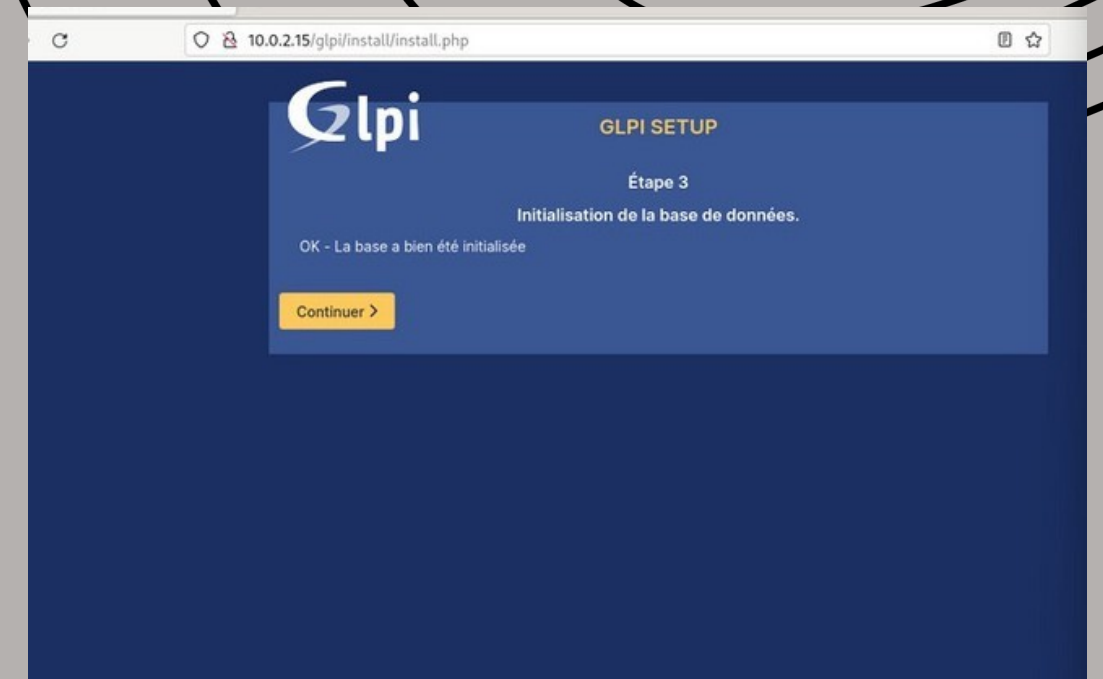 10.0.2.15/glpi/install/install.php
Glpi
GLPI SETUP
Étape 3
Initialisation de la base de données.
OK - La base a bien été initialisée
Continuer >